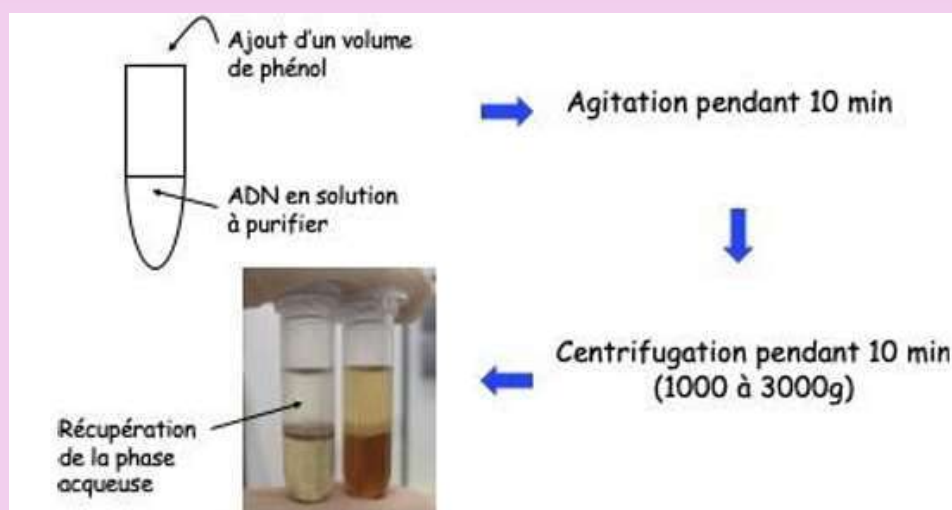 Ajout d'un volume
de phénol
Agitation pendant 10 min
ADN en solution
à purifier
Centrifugation pendant 10 min
(1000 à 3000g)
Récupération
de la phase
acqueuse